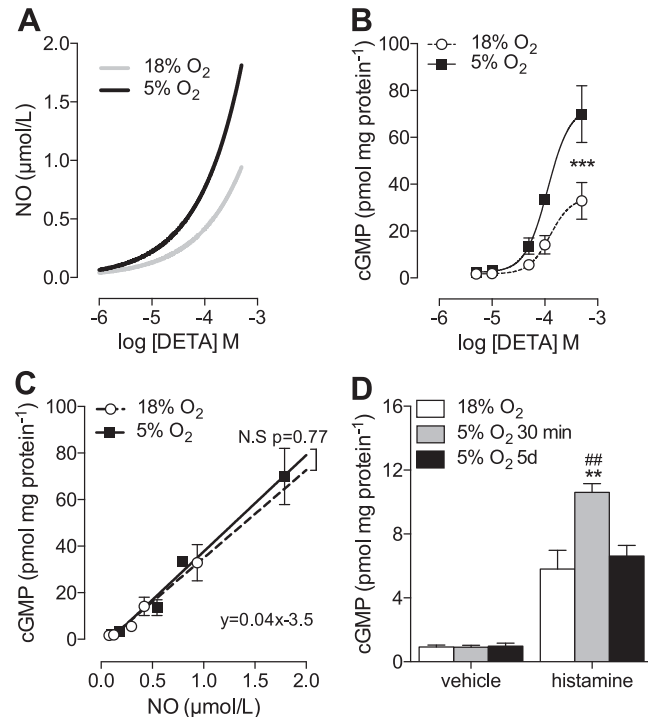 A
18% O₂
5% O₂
NO (µmol/L)
2.0
1.5
1.0
0.5
0.0
-6
-5
-4
-3
log [DETA] M
B
18% O₂
5% O₂
cGMP (pmol mg protein⁻¹)
100
80
60
40
20
0
***
-6
-5
-4
-3
log [DETA] M
C
18% O₂
5% O₂
cGMP (pmol mg protein⁻¹)
100
80
60
40
20
0
N.S p=0.77
y=0.04x-3.5
0.0
0.5
1.0
1.5
2.0
NO (µmol/L)
D
18% O₂
5% O₂ 30 min
5% O₂ 5d
cGMP (pmol mg protein⁻¹)
16
12
8
4
0
##
**
vehicle
histamine